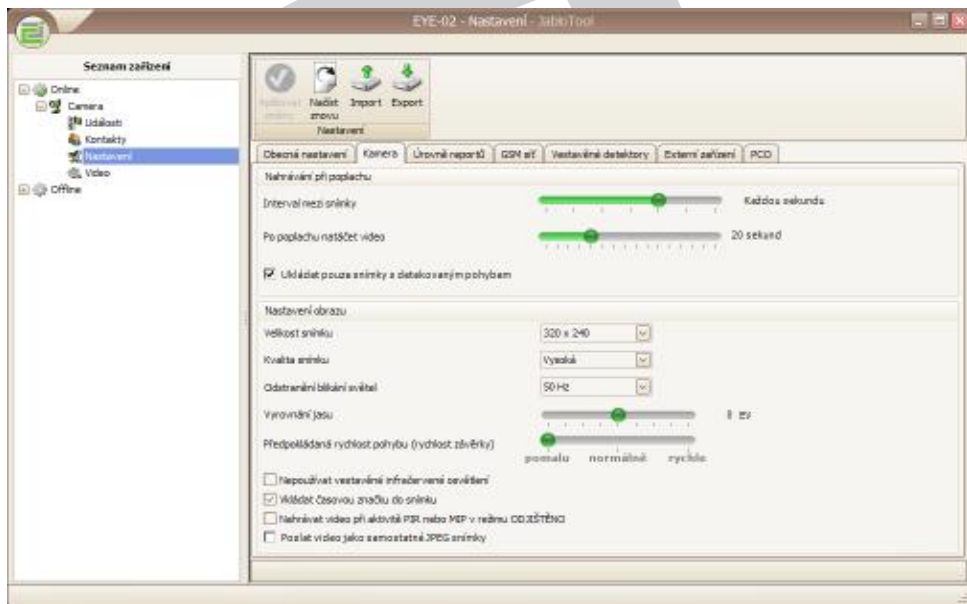 EYE-02 - Nastavení - JabloTool
Seznam zařízení
Online
Camera
Události
Kontakty
Nastavení
Video
Offline
Aplikovat změny
Načíst znovu
Import
Export
Nastavení
Obecná nastavení
Kamera
Úrovně reportů
GSM síť
Vestavěné detektory
Externí zařízení
PCO
Nahrávání při poplachu
Interval mezi snímky
Každou sekundu
Po poplachu natáčet video
20 sekund
Ukládat pouze snímky s detekovaným pohybem
Nastavení obrazu
Velikost snímku
320 x 240
Kvalita snímku
Vysoká
Odstranění blikání světel
50 Hz
Vyrovnání jasu
EV
Předpokládaná rychlost pohybu (rychlost závěrky)
pomalu normálně rychle
Nepoužívat vestavěné infračervené osvětlení
Vkládat časovou značku do snímku
Nahrávat video při aktivitě PIR nebo MIP v režimu ODJIŠTĚNO
Poslat video jako samostatné JPEG snímky